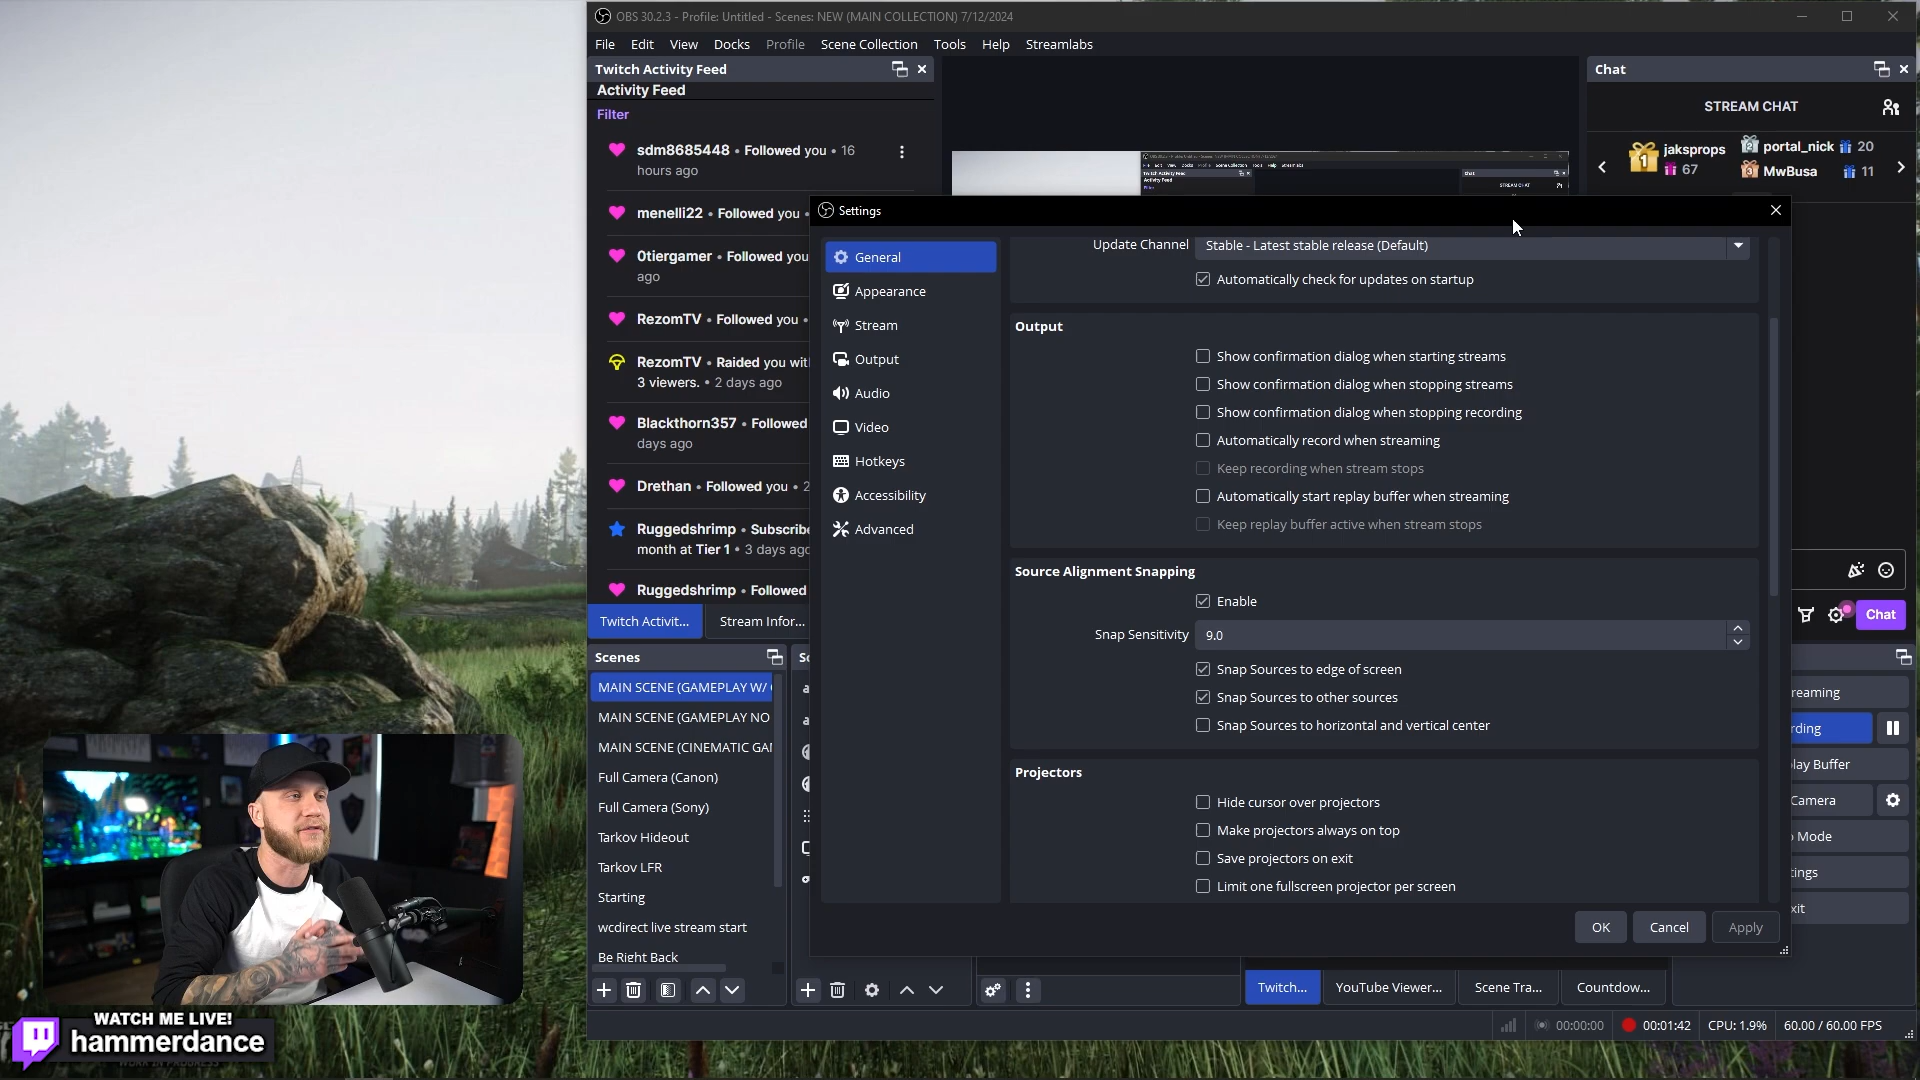 OBS 30.2.3 - Profile: Untitled - Scenes: NEW (MAIN COLLECTION) 7/12/2024
File Edit View Docks Profile Scene Collection Tools Help Streamlabs
Twitch Activity Feed
Activity Feed
Filter
sdm8685448 • Followed you • 16
hours ago
menelli22 • Followed you •
0tiergamer • Followed you
ago
RezomTV • Followed you •
RezomTV • Raided you wit
3 viewers. • 2 days ago
Blackthorn357 • Followed
days ago
Drethan • Followed you • 2
Ruggedshrimp • Subscribe
month at Tier 1 • 3 days ago
Ruggedshrimp • Followed
Twitch Activit... Stream Infor...
Chat
STREAM CHAT
1 jaksprops 67
2 portal_nick 20
3 MwBusa 11
Settings
General
Appearance
Stream
Output
Audio
Video
Hotkeys
Accessibility
Advanced
Update Channel Stable - Latest stable release (Default)
Automatically check for updates on startup
Output
Show confirmation dialog when starting streams
Show confirmation dialog when stopping streams
Show confirmation dialog when stopping recording
Automatically record when streaming
Keep recording when stream stops
Automatically start replay buffer when streaming
Keep replay buffer active when stream stops
Source Alignment Snapping
Enable
Snap Sensitivity 9.0
Snap Sources to edge of screen
Snap Sources to other sources
Snap Sources to horizontal and vertical center
Projectors
Hide cursor over projectors
Make projectors always on top
Save projectors on exit
Limit one fullscreen projector per screen
OK Cancel Apply
Chat
Scenes
MAIN SCENE (GAMEPLAY W/
MAIN SCENE (GAMEPLAY NO
MAIN SCENE (CINEMATIC GA
Full Camera (Canon)
Full Camera (Sony)
Tarkov Hideout
Tarkov LFR
Starting
wcdirect live stream start
Be Right Back
So
reaming
rding
lay Buffer
Camera
o Mode
tings
xit
Twitch... YouTube Viewer... Scene Tra... Countdow...
00:00:00 00:01:42 CPU: 1.9% 60.00 / 60.00 FPS
WATCH ME LIVE!
hammerdance